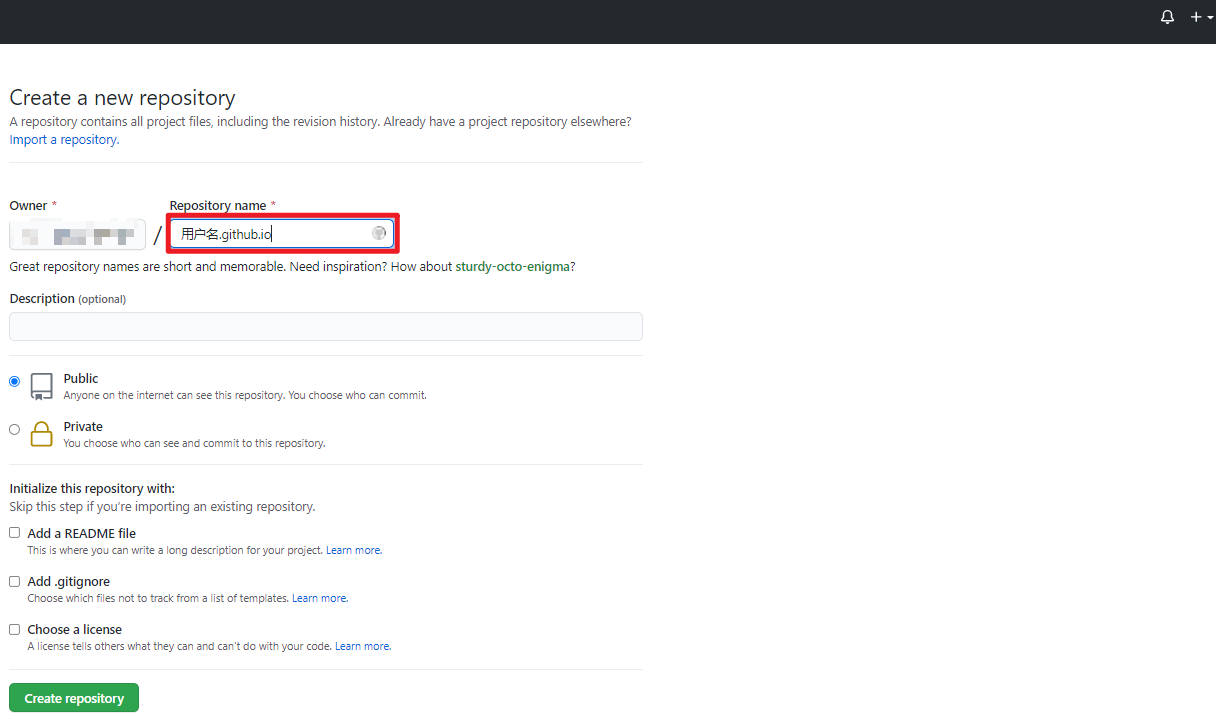 Create a new repository
A repository contains all project files, including the revision history. Already have a project repository elsewhere?
Import a repository.
Owner *
Repository name *
/
用户名.github.io
Great repository names are short and memorable. Need inspiration? How about sturdy-octo-enigma?
Description (optional)
Public
Anyone on the internet can see this repository. You choose who can commit.
Private
You choose who can see and commit to this repository.
Initialize this repository with:
Skip this step if you're importing an existing repository.
Add a README file
This is where you can write a long description for your project. Learn more.
Add .gitignore
Choose which files not to track from a list of templates. Learn more.
Choose a license
A license tells others what they can and can't do with your code. Learn more.
Create repository